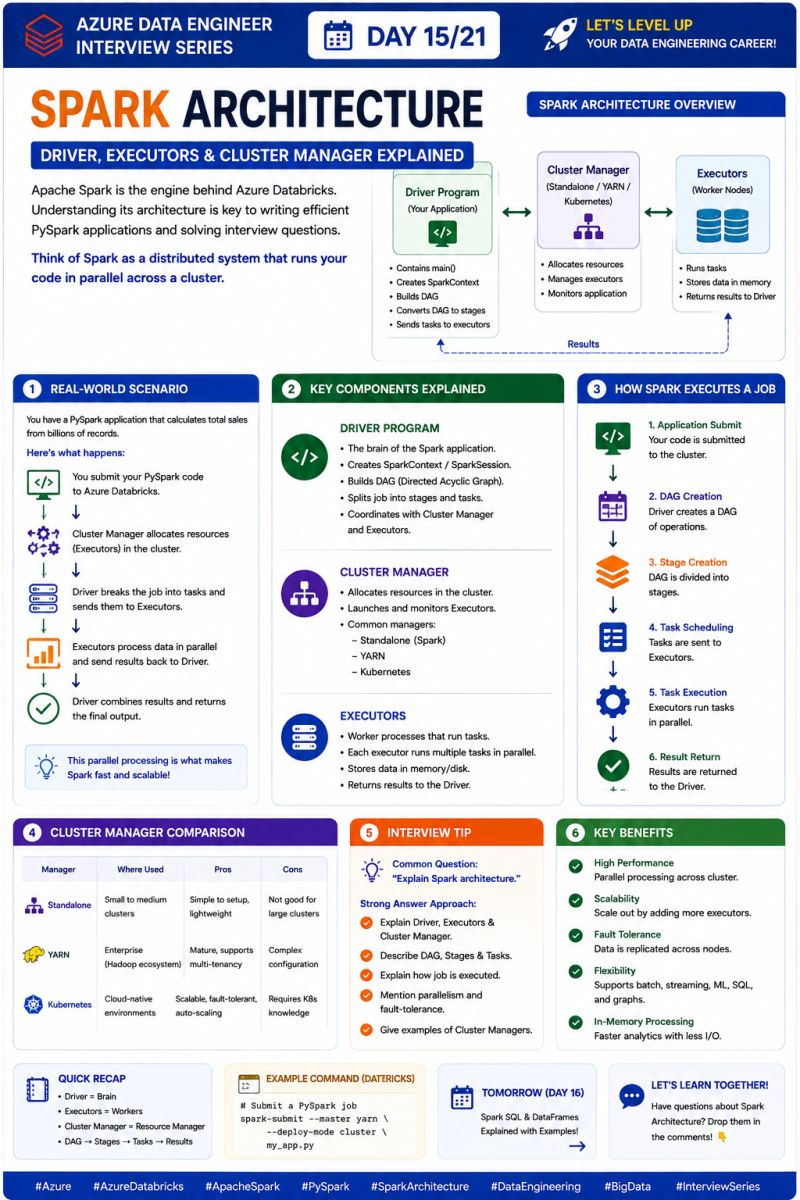 AZURE DATA ENGINEER
INTERVIEW SERIES
DAY 15/21
LET'S LEVEL UP
YOUR DATA ENGINEERING CAREER!
SPARK ARCHITECTURE
DRIVER, EXECUTORS & CLUSTER MANAGER EXPLAINED
Apache Spark is the engine behind Azure Databricks.
Understanding its architecture is key to writing efficient
PySpark applications and solving interview questions.
Think of Spark as a distributed system that runs your
code in parallel across a cluster.
SPARK ARCHITECTURE OVERVIEW
Driver Program
(Your Application)
</>
• Contains main()
• Creates SparkContext
• Builds DAG
• Converts DAG to stages
• Sends tasks to executors
Cluster Manager
(Standalone / YARN /
Kubernetes)
• Allocates resources
• Manages executors
• Monitors application
Executors
(Worker Nodes)
• Runs tasks
• Stores data in memory
• Returns results to Driver
Results
1 REAL-WORLD SCENARIO
You have a PySpark application that calculates total sales
from billions of records.
Here's what happens:
</>
You submit your PySpark code
to Azure Databricks.
Cluster Manager allocates resources
(Executors) in the cluster.
Driver breaks the job into tasks and
sends them to Executors.
Executors process data in parallel
and send results back to Driver.
Driver combines results and returns
the final output.
This parallel processing is what makes
Spark fast and scalable!
2 KEY COMPONENTS EXPLAINED
</>
DRIVER PROGRAM
• The brain of the Spark application.
• Creates SparkContext / SparkSession.
• Builds DAG (Directed Acyclic Graph).
• Splits job into stages and tasks.
• Coordinates with Cluster Manager
and Executors.
CLUSTER MANAGER
• Allocates resources in the cluster.
• Launches and monitors Executors.
• Common managers:
– Standalone (Spark)
– YARN
– Kubernetes
EXECUTORS
• Worker processes that run tasks.
• Each executor runs multiple tasks in parallel.
• Stores data in memory/disk.
• Returns results to the Driver.
3 HOW SPARK EXECUTES A JOB
</>
1. Application Submit
Your code is submitted
to the cluster.
2. DAG Creation
Driver creates a DAG
of operations.
3. Stage Creation
DAG is divided into
stages.
4. Task Scheduling
Tasks are sent to
Executors.
5. Task Execution
Executors run tasks
in parallel.
6. Result Return
Results are returned
to the Driver.
4 CLUSTER MANAGER COMPARISON
Manager Where Used Pros Cons
Standalone
Small to medium
clusters
Simple to setup,
lightweight
Not good for
large clusters
YARN
Enterprise
(Hadoop ecosystem)
Mature, supports
multi-tenancy
Complex
configuration
Kubernetes
Cloud-native
environments
Scalable, fault-tolerant,
auto-scaling
Requires K8s
knowledge
5 INTERVIEW TIP
Common Question:
"Explain Spark architecture."
Strong Answer Approach:
Explain Driver, Executors &
Cluster Manager.
Describe DAG, Stages & Tasks.
Explain how job is executed.
Mention parallelism and
fault-tolerance.
Give examples of Cluster Managers.
6 KEY BENEFITS
High Performance
Parallel processing across cluster.
Scalability
Scale out by adding more executors.
Fault Tolerance
Data is replicated across nodes.
Flexibility
Supports batch, streaming, ML, SQL,
and graphs.
In-Memory Processing
Faster analytics with less I/O.
QUICK RECAP
• Driver = Brain
• Executors = Workers
• Cluster Manager = Resource Manager
• DAG → Stages → Tasks → Results
EXAMPLE COMMAND
# Submit a PySpark job
spark-submit --master yarn \
--deploy-mode cluster \
my_app.py
TOMORROW (DAY 16)
Spark SQL & DataFrames
Explained with Examples!
→
LET'S LEARN TOGETHER!
Have questions about Spark
Architecture? Drop them in
the comments! 👇
#Azure #AzureDatabricks #ApacheSpark #PySpark #SparkArchitecture #DataEngineering #BigData #InterviewSeries